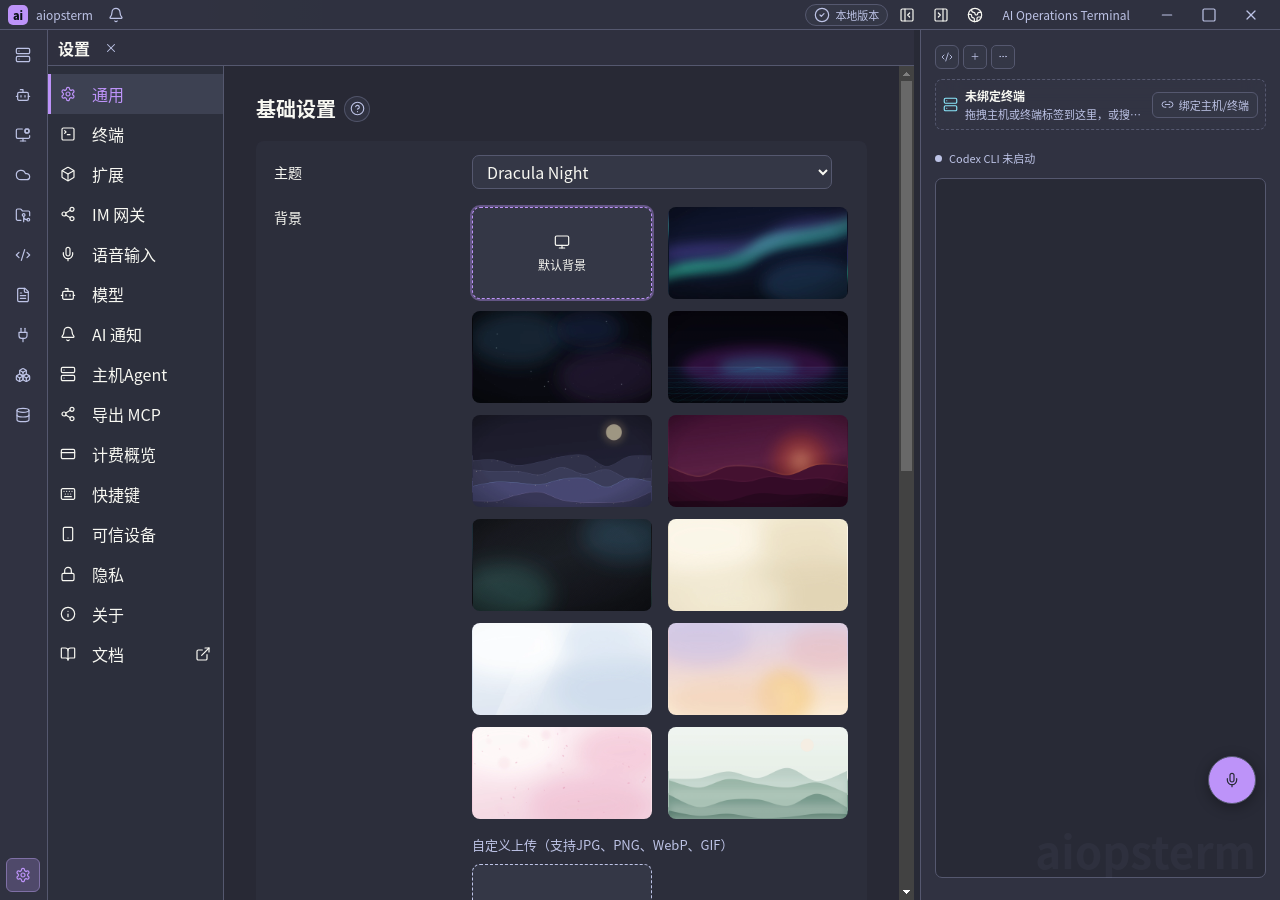 ai aiopsterm 本地版本 AI Operations Terminal
设置
通用
终端
扩展
IM 网关
语音输入
模型
AI 通知
主机Agent
导出 MCP
计费概览
快捷键
可信设备
隐私
关于
文档
基础设置
主题 Dracula Night
背景
默认背景
自定义上传（支持JPG、PNG、WebP、GIF）
未绑定终端
拖拽主机或终端标签到这里，或搜…
绑定主机/终端
Codex CLI 未启动
aiopsterm